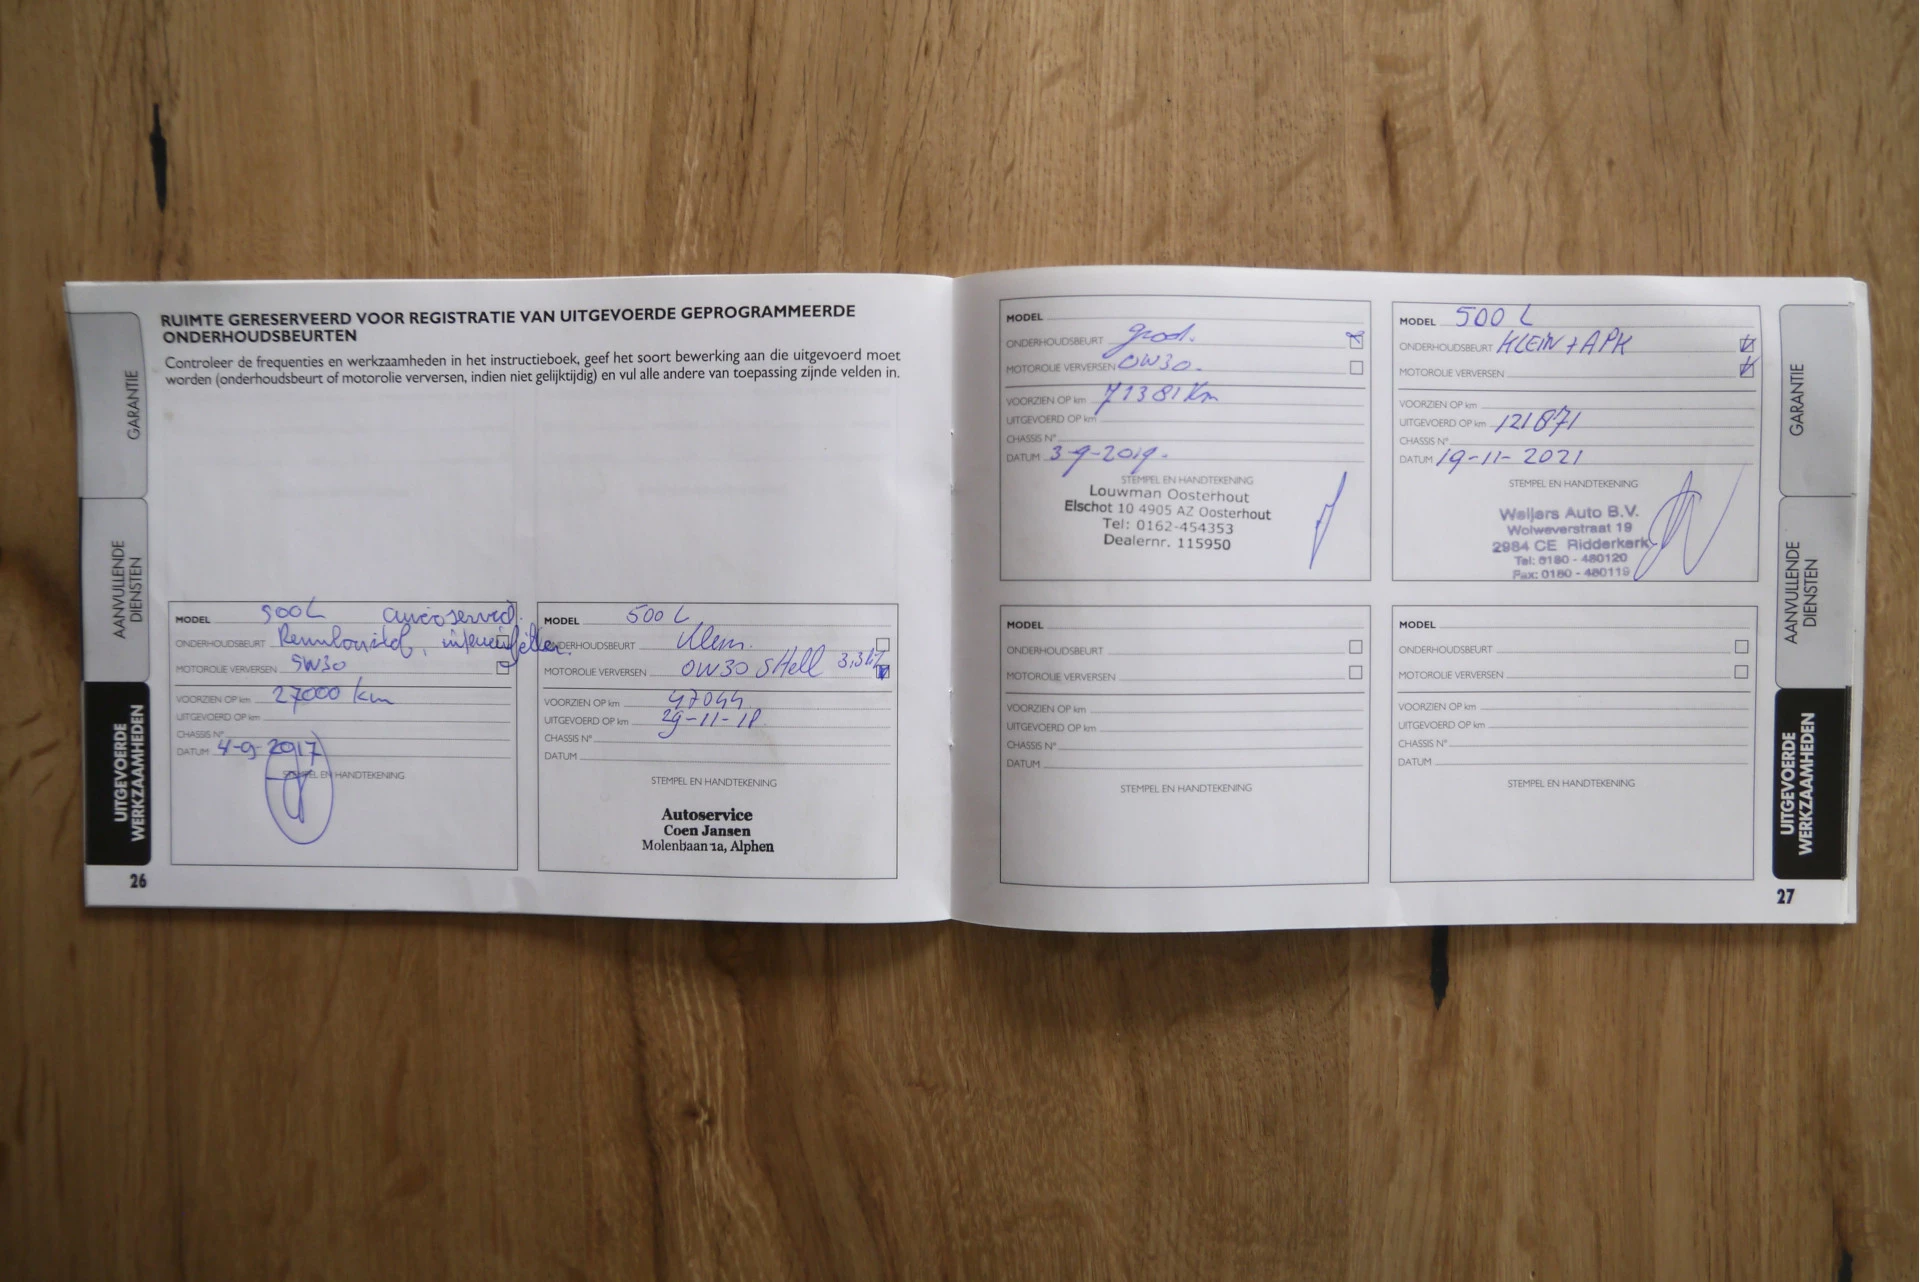 RUIMTE GERESERVEERD VOOR REGISTRATIE VAN UITGEVOERDE GEPROGRAMMEERDE
ONDERHOUDSBEURTEN
Controleer de frequenties en werkzaamheden in het instructieboek, geef het soort bewerking aan die uitgevoerd moet
worden (onderhoudsbeurt of motorolie verversen, indien niet gelijktijdig) en vul alle andere van toepassing zijnde velden in.
GARANTIE
AANVULLENDE
DIENSTEN
UITGEVOERDE
WERKZAAMHEDEN
MODEL 500L
ONDERHOUDSBEURT Remvloeistof,
MOTOROLIE VERVERSEN 5W30
VOORZIEN OP km 27000 km
UITGEVOERD OP km
CHASSIS N°
DATUM 4-9-2017
STEMPEL EN HANDTEKENING
MODEL 500 L
ONDERHOUDSBEURT Klein.
MOTOROLIE VERVERSEN 0W30 SHell
VOORZIEN OP km 47044
UITGEVOERD OP km 29-11-18
CHASSIS N°
DATUM
STEMPEL EN HANDTEKENING
Autoservice
Coen Jansen
Molenbaan 1a, Alphen
26
MODEL
ONDERHOUDSBEURT groot.
MOTOROLIE VERVERSEN 0W30.
VOORZIEN OP km 71381 Km
UITGEVOERD OP km
CHASSIS N°
DATUM 3-9-2019.
STEMPEL EN HANDTEKENING
Louwman Oosterhout
Elschot 10 4905 AZ Oosterhout
Tel: 0162-454353
Dealernr. 115950
MODEL 500 L
ONDERHOUDSBEURT KLEIN + APK
MOTOROLIE VERVERSEN
VOORZIEN OP km
UITGEVOERD OP km 121871
CHASSIS N°
DATUM 19-11-2021
STEMPEL EN HANDTEKENING
Weijers Auto B.V.
Wolweverstraat 19
2984 CE Ridderkerk
Tel: 0180 - 480120
Fax: 0180 - 480119
MODEL
ONDERHOUDSBEURT
MOTOROLIE VERVERSEN
VOORZIEN OP km
UITGEVOERD OP km
CHASSIS N°
DATUM
STEMPEL EN HANDTEKENING
MODEL
ONDERHOUDSBEURT
MOTOROLIE VERVERSEN
VOORZIEN OP km
UITGEVOERD OP km
CHASSIS N°
DATUM
STEMPEL EN HANDTEKENING
GARANTIE
AANVULLENDE
DIENSTEN
UITGEVOERDE
WERKZAAMHEDEN
27